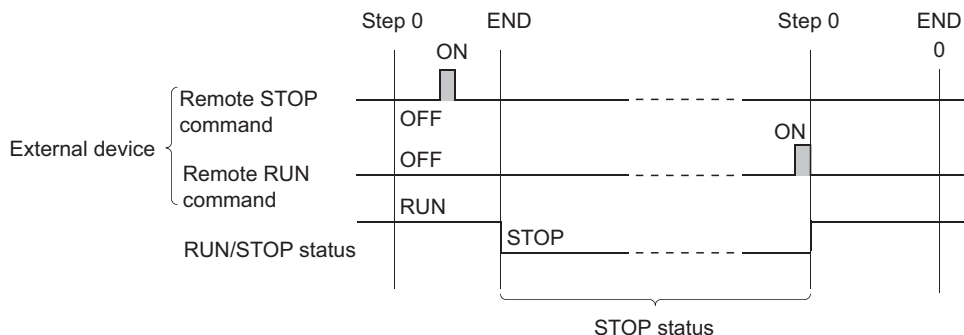 Step 0 END Step 0 END
0
ON
Remote STOP
command
OFF
ON
External device
OFF
Remote RUN
command
RUN
RUN/STOP status
STOP
STOP status